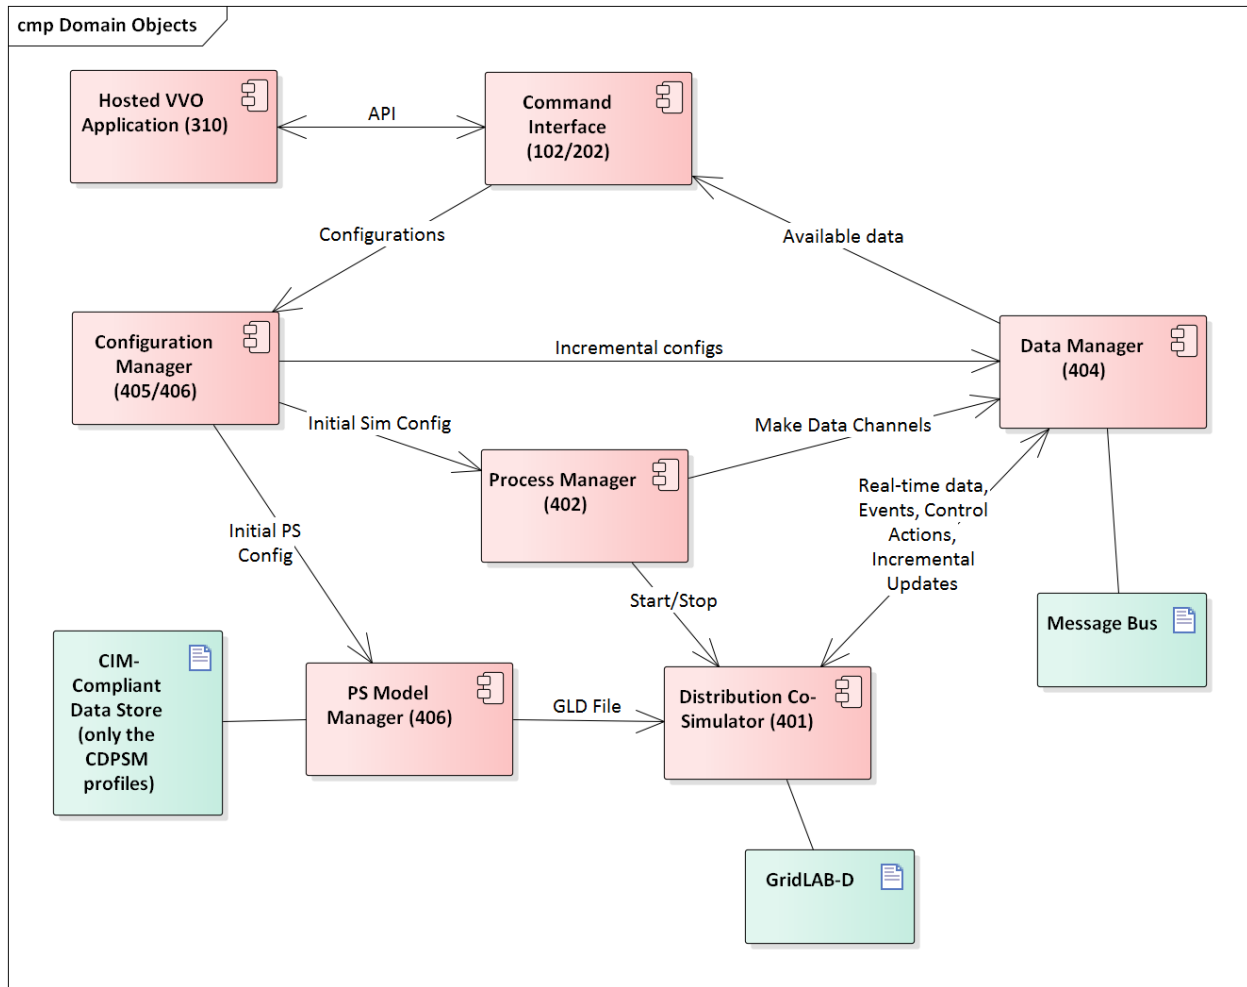 cmp Domain Objects
Hosted VVO
Application (310)
API
Command
Interface
(102/202)
Configurations
Available data
Configuration
Manager
(405/406)
Incremental configs
Data Manager
(404)
Initial Sim Config
Make Data Channels
Process Manager
(402)
Real-time data,
Events, Control
Actions,
Incremental
Updates
Initial PS
Config
Start/Stop
Message Bus
CIM-
Compliant
Data Store
(only the
CDPSM
profiles)
PS Model
Manager (406)
GLD File
Distribution Co-
Simulator (401)
GridLAB-D